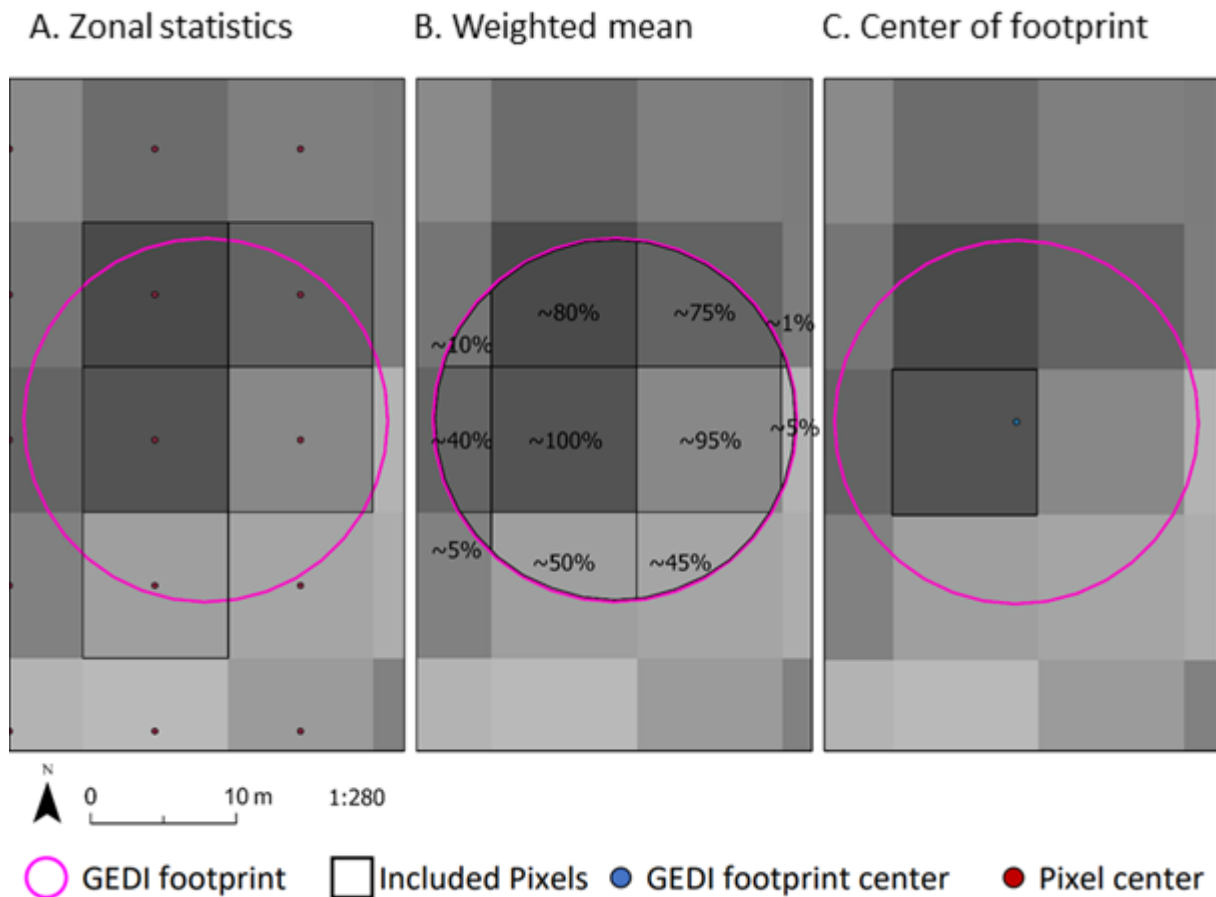 A. Zonal statistics
B. Weighted mean
C. Center of footprint
~80%
~75%
~1%
~10%
~40%
~100%
~95%
~5%
~5%
~50%
~45%
N
0
10 m
1:280
GEDI footprint
Included Pixels
GEDI footprint center
Pixel center